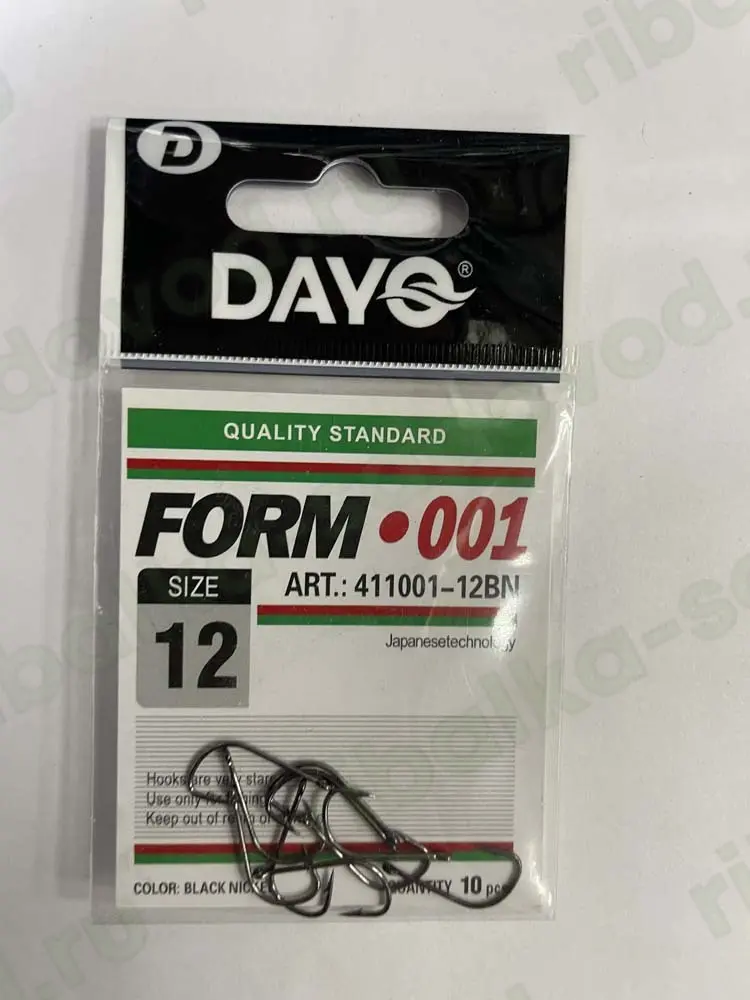 D
DAYO®
QUALITY STANDARD
FORM •001
SIZE
12
ART.: 411001-12BN
Japanesetechnology
Hooks are very
Use only
Keep out of
COLOR: BLACK NICKEL
QUANTITY 10 pcs